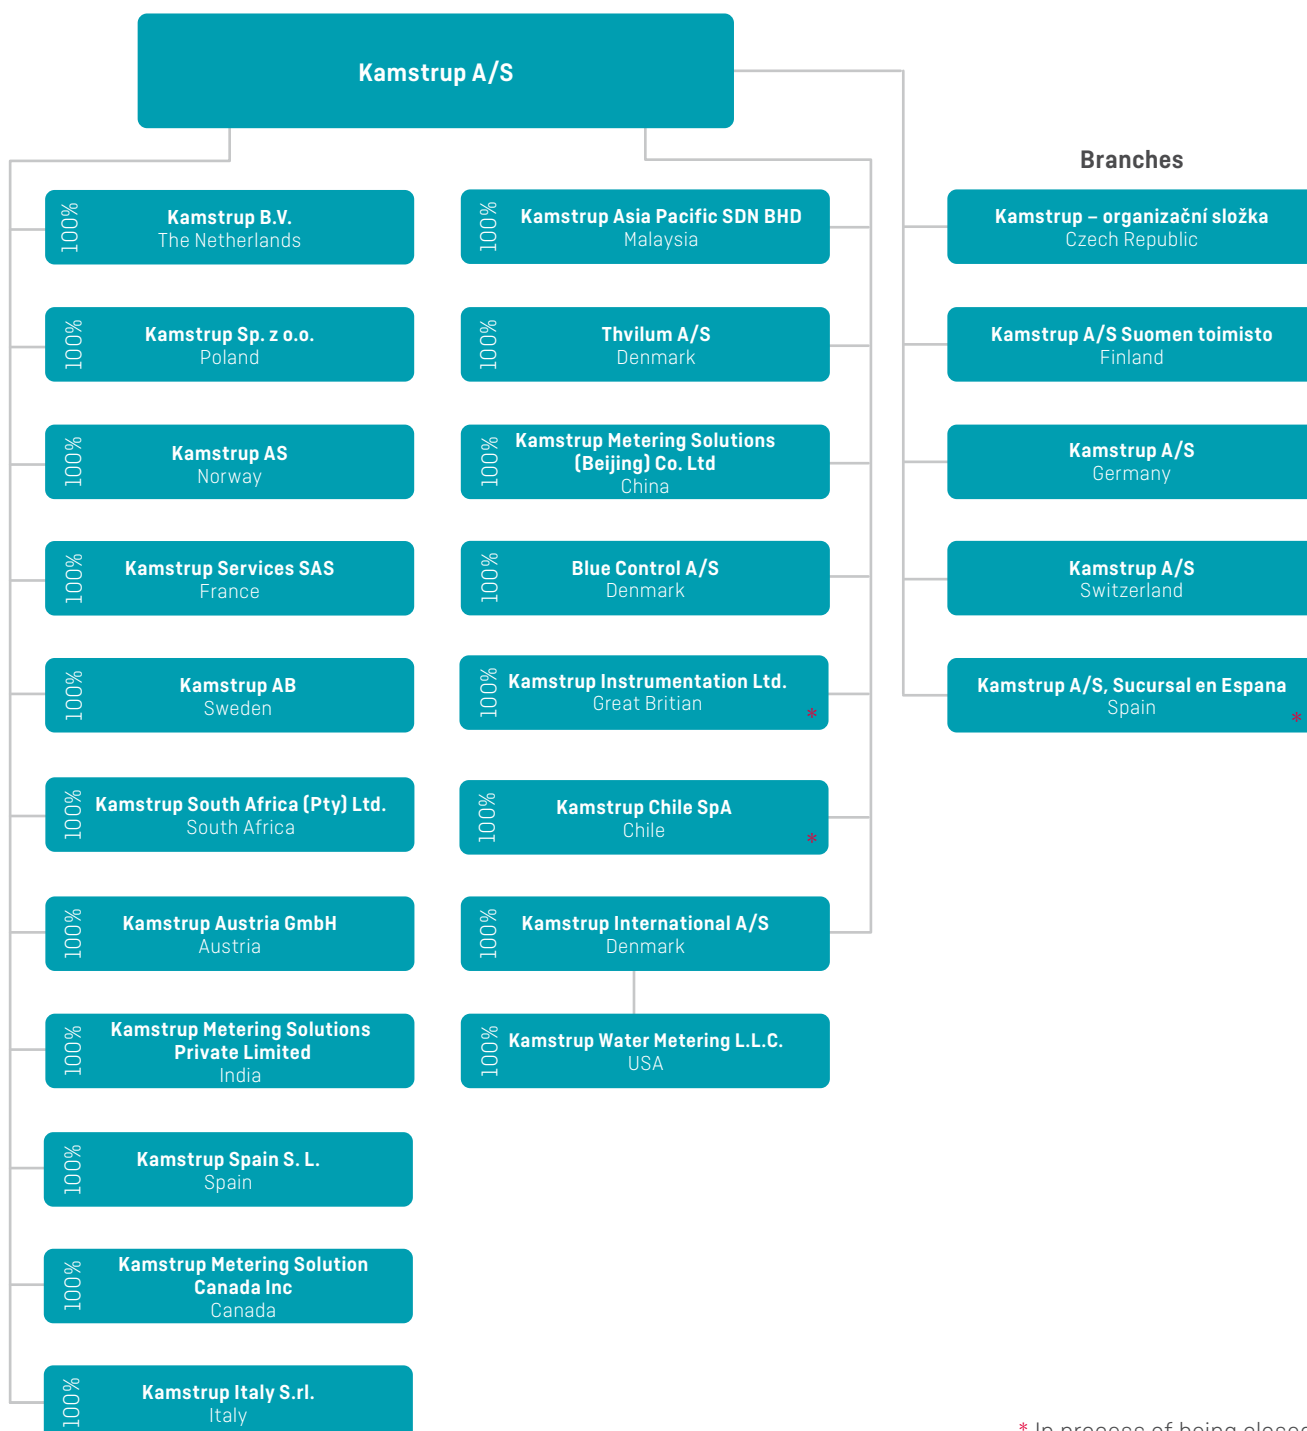 Kamstrup A/S
100%
Kamstrup B.V.
The Netherlands
100%
Kamstrup Sp. z o.o.
Poland
100%
Kamstrup AS
Norway
100%
Kamstrup Services SAS
France
100%
Kamstrup AB
Sweden
100%
Kamstrup South Africa (Pty) Ltd.
South Africa
100%
Kamstrup Austria GmbH
Austria
100%
Kamstrup Metering Solutions
Private Limited
India
100%
Kamstrup Spain S. L.
Spain
100%
Kamstrup Metering Solution
Canada Inc
Canada
100%
Kamstrup Italy S.rl.
Italy
100%
Kamstrup Asia Pacific SDN BHD
Malaysia
100%
Thvilum A/S
Denmark
100%
Kamstrup Metering Solutions
(Beijing) Co. Ltd
China
100%
Blue Control A/S
Denmark
100%
Kamstrup Instrumentation Ltd.
Great Britian
*
100%
Kamstrup Chile SpA
Chile
*
100%
Kamstrup International A/S
Denmark
100%
Kamstrup Water Metering L.L.C.
USA
Branches
Kamstrup – organizační složka
Czech Republic
Kamstrup A/S Suomen toimisto
Finland
Kamstrup A/S
Germany
Kamstrup A/S
Switzerland
Kamstrup A/S, Sucursal en Espana
Spain
*
* In process of being closed